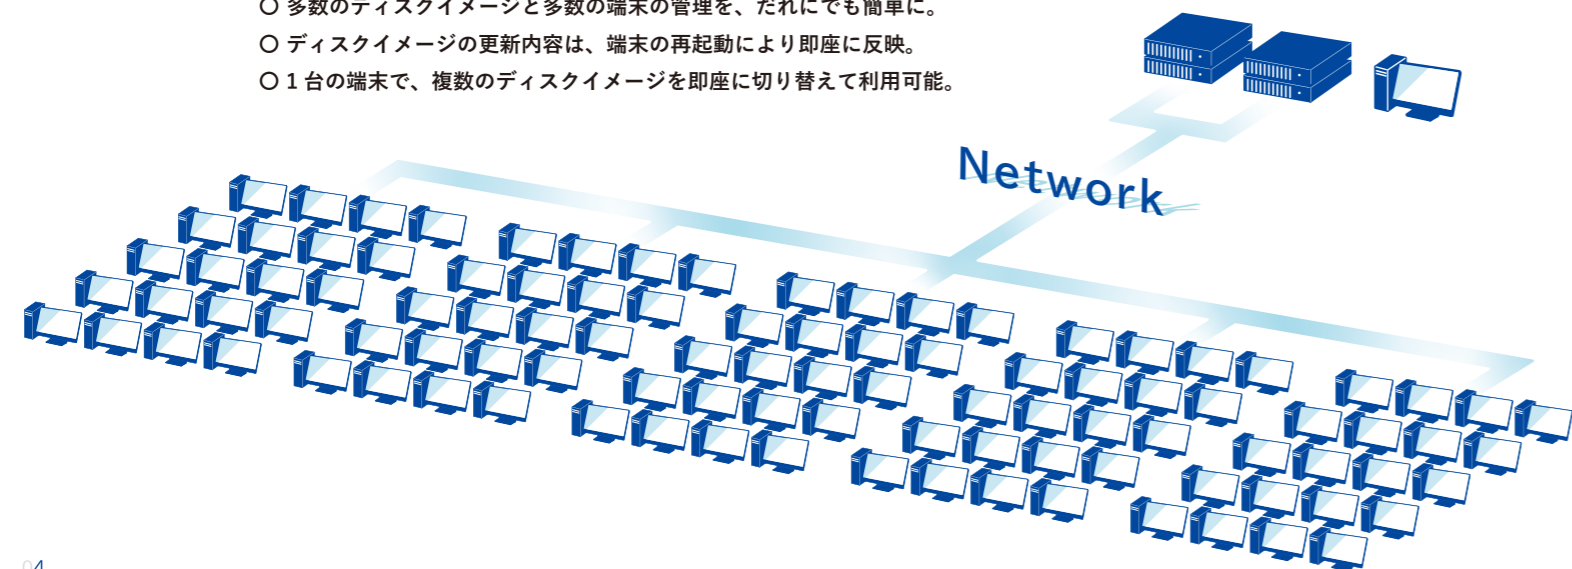 〇 多数のディスクイメージと多数の端末の管理を、だれにでも簡単に。
〇 ディスクイメージの更新内容は、端末の再起動により即座に反映。
〇 1 台の端末で、複数のディスクイメージを即座に切り替えて利用可能。
Network
04